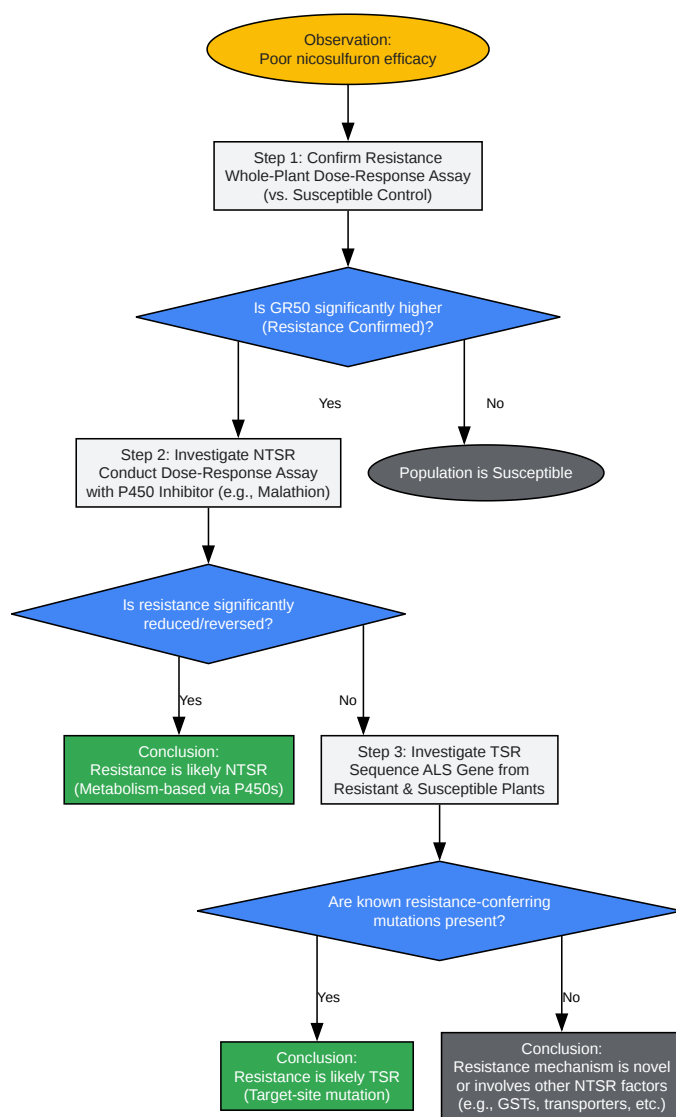 Observation:
Poor nicosulfuron efficacy
Step 1: Confirm Resistance
Whole-Plant Dose-Response Assay
(vs. Susceptible Control)
Is GR50 significantly higher
(Resistance Confirmed)?
Yes
No
Step 2: Investigate NTSR
Conduct Dose-Response Assay
with P450 Inhibitor (e.g., Malathion)
Population is Susceptible
Is resistance significantly
reduced/reversed?
Yes
No
Conclusion:
Resistance is likely NTSR
(Metabolism-based via P450s)
Step 3: Investigate TSR
Sequence ALS Gene from
Resistant & Susceptible Plants
Are known resistance-conferring
mutations present?
Yes
No
Conclusion:
Resistance is likely TSR
(Target-site mutation)
Conclusion:
Resistance mechanism is novel
or involves other NTSR factors
(e.g., GSTs, transporters, etc.)